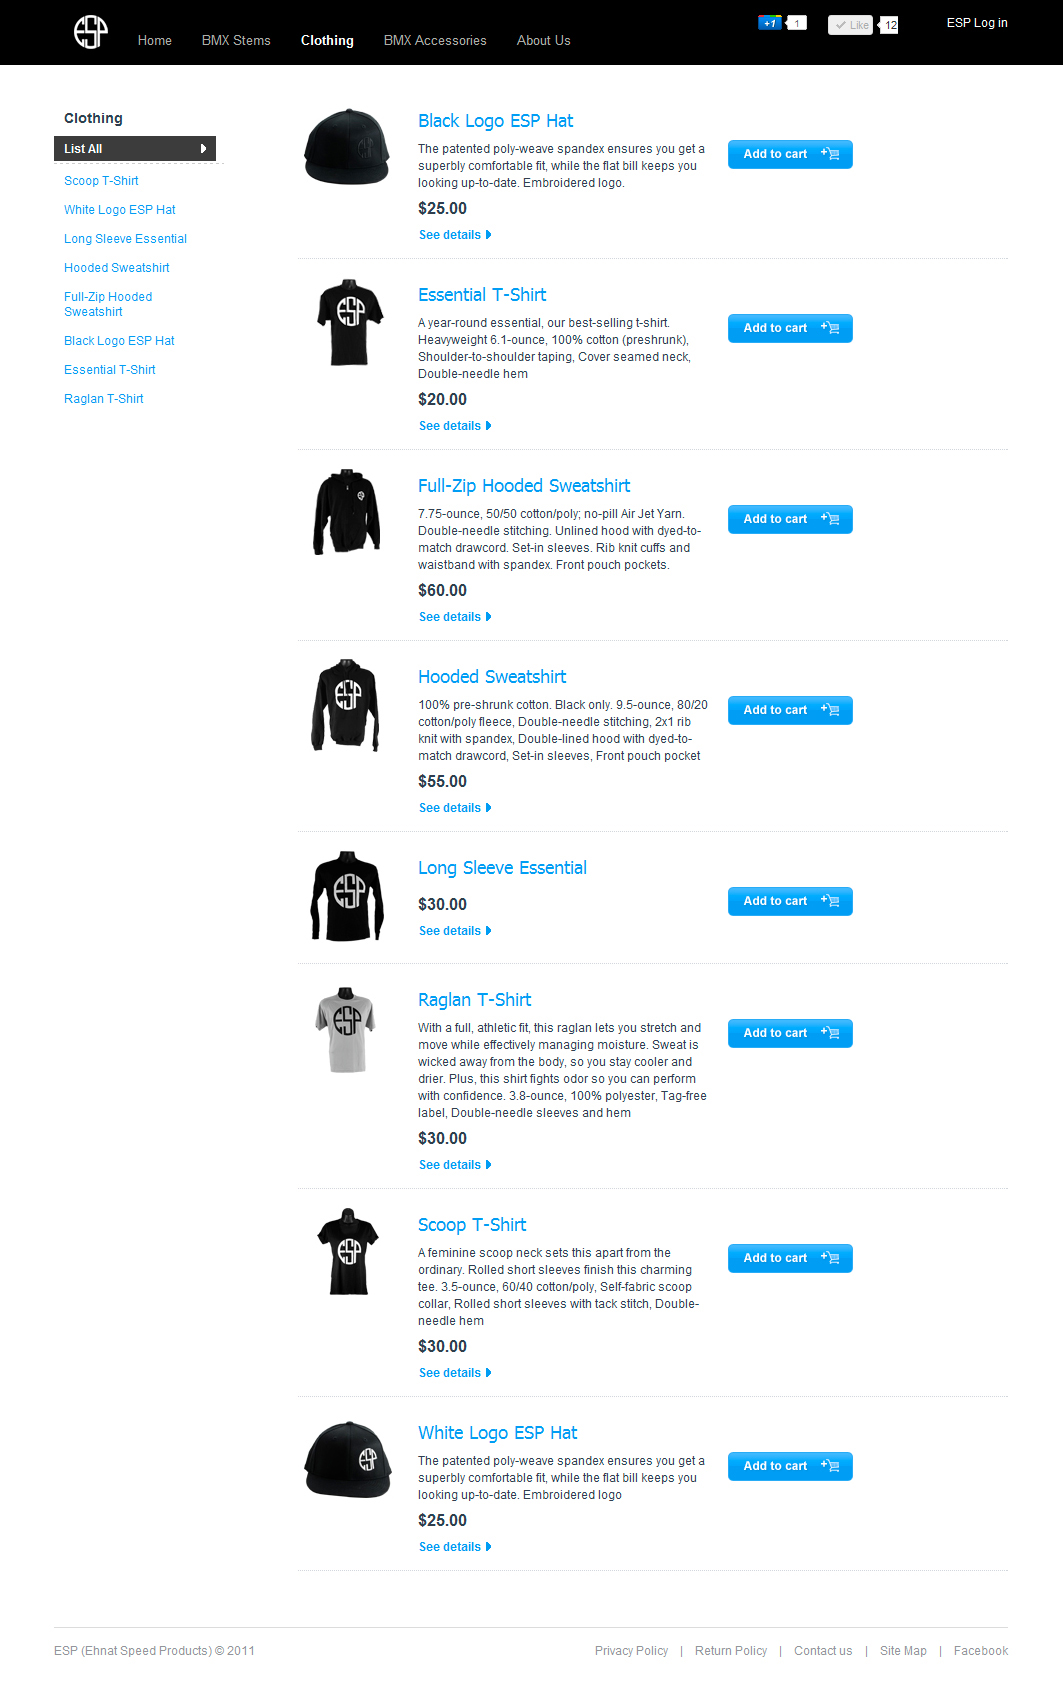 ESP
Home
BMX Stems
Clothing
BMX Accessories
About Us
+1
1
Like
12
ESP Log in
Clothing
List All
Scoop T-Shirt
White Logo ESP Hat
Long Sleeve Essential
Hooded Sweatshirt
Full-Zip Hooded
Sweatshirt
Black Logo ESP Hat
Essential T-Shirt
Raglan T-Shirt
ESP
Black Logo ESP Hat
The patented poly-weave spandex ensures you get a
superbly comfortable fit, while the flat bill keeps you
looking up-to-date. Embroidered logo.
$25.00
See details
Add to cart
ESP
Essential T-Shirt
A year-round essential, our best-selling t-shirt.
Heavyweight 6.1-ounce, 100% cotton (preshrunk),
Shoulder-to-shoulder taping, Cover seamed neck,
Double-needle hem
$20.00
See details
Add to cart
ESP
Full-Zip Hooded Sweatshirt
7.75-ounce, 50/50 cotton/poly; no-pill Air Jet Yarn.
Double-needle stitching. Unlined hood with dyed-to-
match drawcord. Set-in sleeves. Rib knit cuffs and
waistband with spandex. Front pouch pockets.
$60.00
See details
Add to cart
ESP
Hooded Sweatshirt
100% pre-shrunk cotton. Black only. 9.5-ounce, 80/20
cotton/poly fleece, Double-needle stitching, 2x1 rib
knit with spandex, Double-lined hood with dyed-to-
match drawcord, Set-in sleeves, Front pouch pocket
$55.00
See details
Add to cart
ESP
Long Sleeve Essential
$30.00
See details
Add to cart
ESP
Raglan T-Shirt
With a full, athletic fit, this raglan lets you stretch and
move while effectively managing moisture. Sweat is
wicked away from the body, so you stay cooler and
drier. Plus, this shirt fights odor so you can perform
with confidence. 3.8-ounce, 100% polyester, Tag-free
label, Double-needle sleeves and hem
$30.00
See details
Add to cart
ESP
Scoop T-Shirt
A feminine scoop neck sets this apart from the
ordinary. Rolled short sleeves finish this charming
tee. 3.5-ounce, 60/40 cotton/poly, Self-fabric scoop
collar, Rolled short sleeves with tack stitch, Double-
needle hem
$30.00
See details
Add to cart
ESP
White Logo ESP Hat
The patented poly-weave spandex ensures you get a
superbly comfortable fit, while the flat bill keeps you
looking up-to-date. Embroidered logo
$25.00
See details
Add to cart
ESP (Ehnat Speed Products) © 2011
Privacy Policy | Return Policy | Contact us | Site Map | Facebook